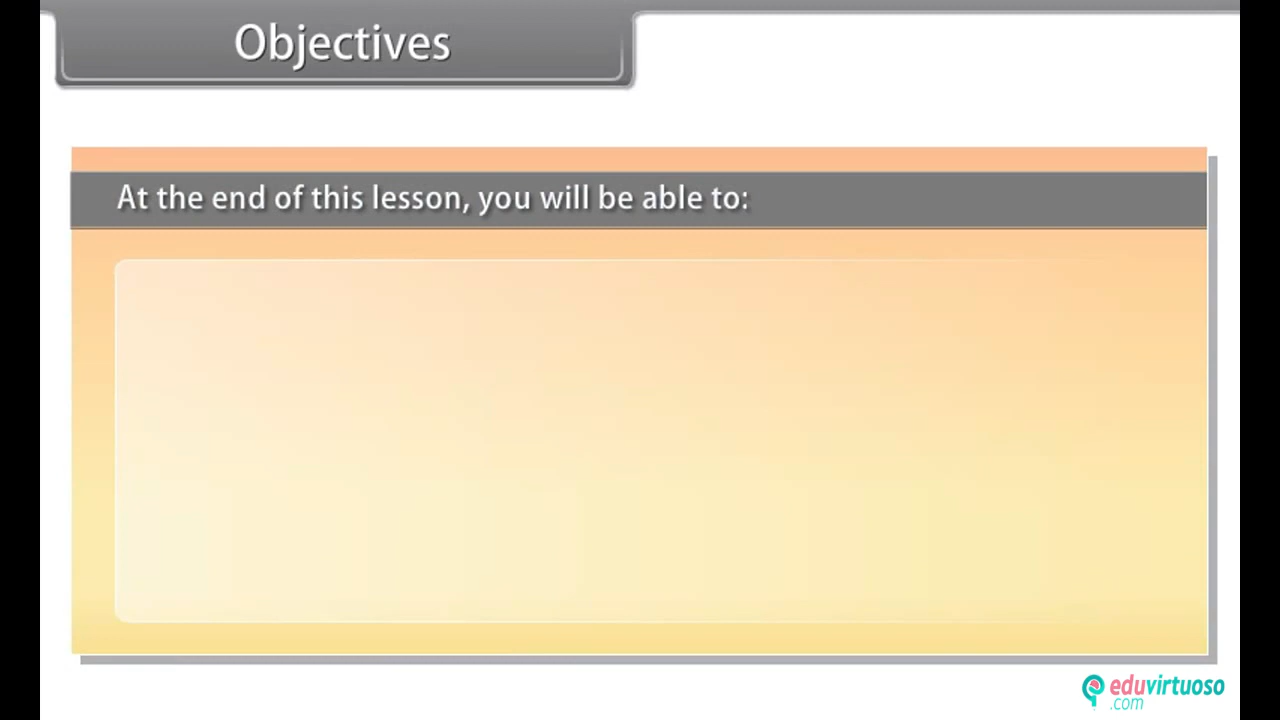 Objectives
At the end of this lesson, you will be able to:
eduvirtuoso
.com